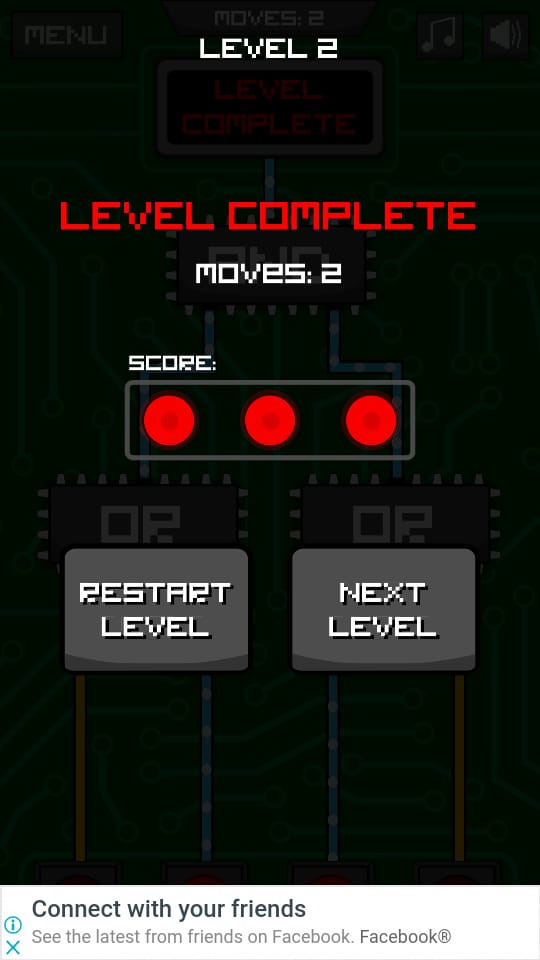 MOVES: 2
MENU
LEVEL 2
LEVEL
COMPLETE
LEVEL COMPLETE
AND
MOVES: 2
SCORE:
OR OR
RESTART
LEVEL
NEXT
LEVEL
Connect with your friends
See the latest from friends on Facebook. Facebook®